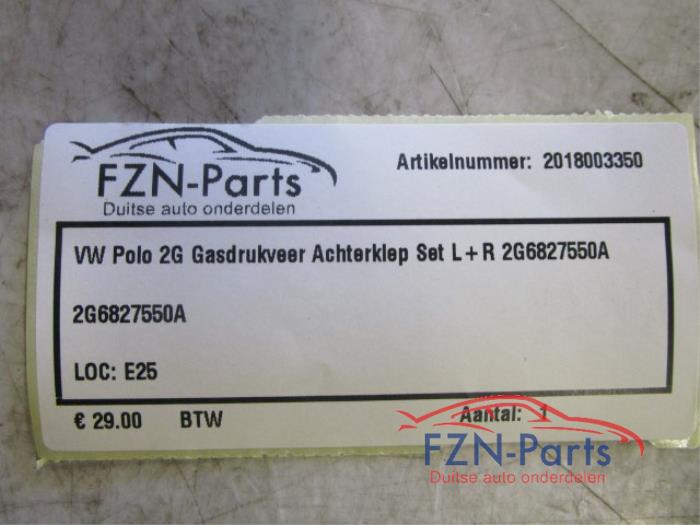 FZN-Parts
Duitse auto onderdelen
Artikelnummer: 2018003350
VW Polo 2G Gasdrukveer Achterklep Set L+R 2G6827550A
2G6827550A
LOC: E25
€ 29.00 BTW
Aantal: 1
FZN-Parts
Duitse auto onderdelen